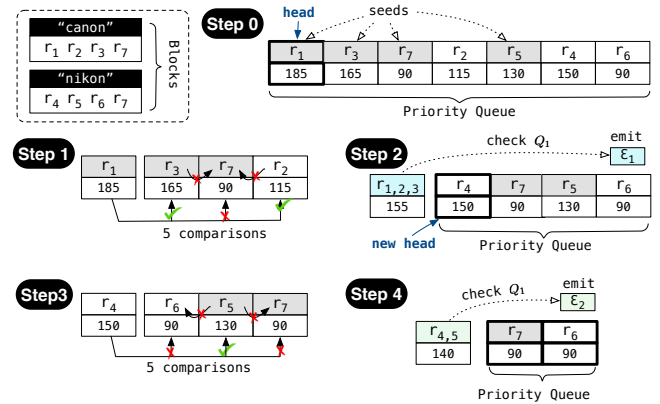 "canon"
r1 r2 r3 r7
"nikon"
r4 r5 r6 r7
Blocks
Step 0
head
seeds
r1 r3 r7 r2 r5 r4 r6
185 165 90 115 130 150 90
Priority Queue
Step 1
r1 r3 r7 r2
185 165 90 115
5 comparisons
Step 2
check Q1
emit
ε1
r1,2,3 r4 r7 r5 r6
155 150 90 130 90
new head
Priority Queue
Step3
r4 r6 r5 r7
150 90 130 90
5 comparisons
Step 4
check Q1
emit
ε2
r4,5 r7 r6
140 90 90
Priority Queue